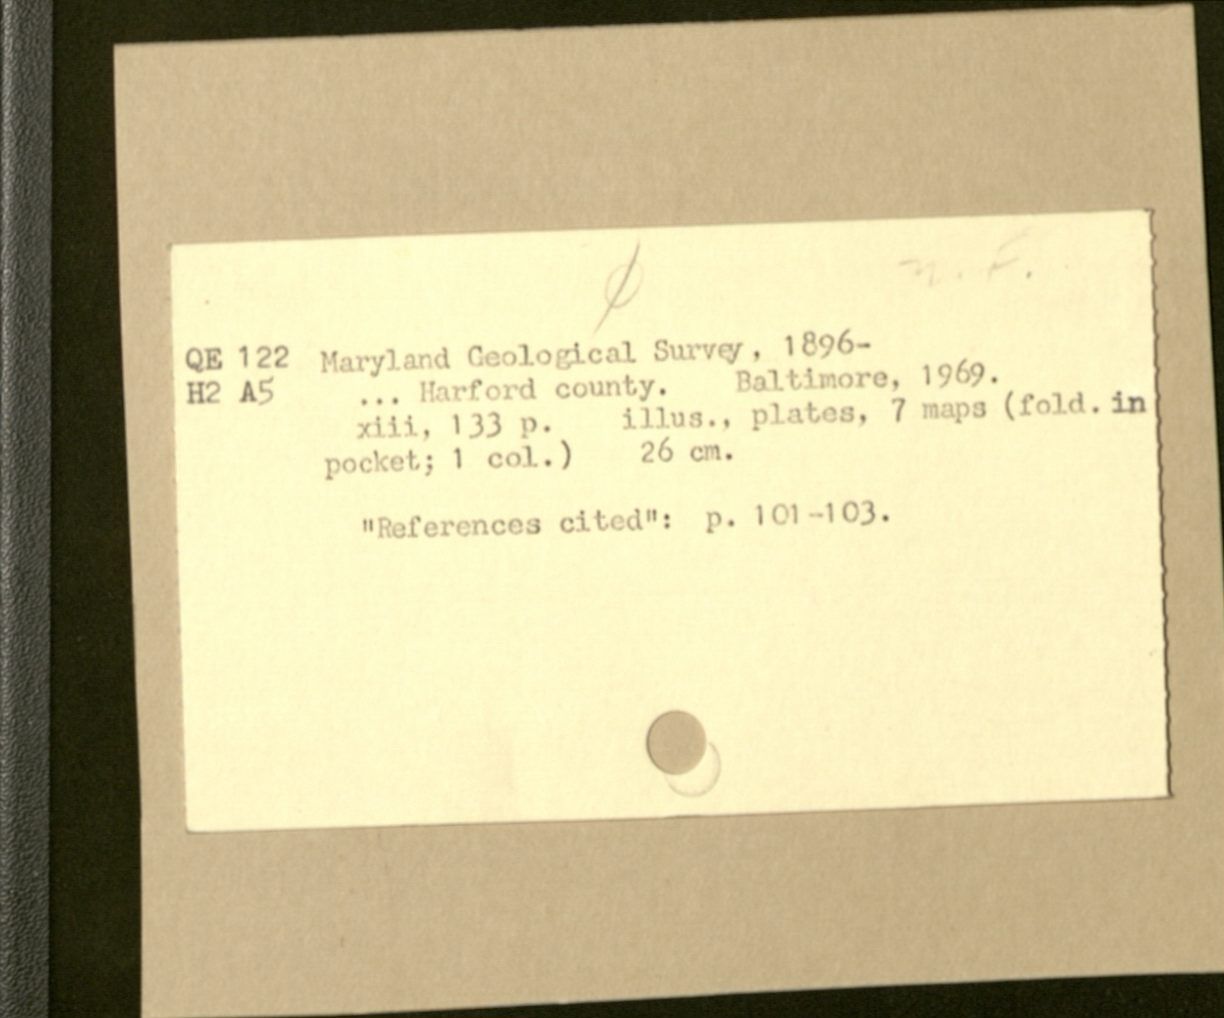 n. F.
QE 122 Maryland Geological Survey, 1896-
H2 A5 ... Harford county. Baltimore, 1969.
xiii, 133 p. illus., plates, 7 maps (fold. in
pocket; 1 col.) 26 cm.
"References cited": p. 101-103.